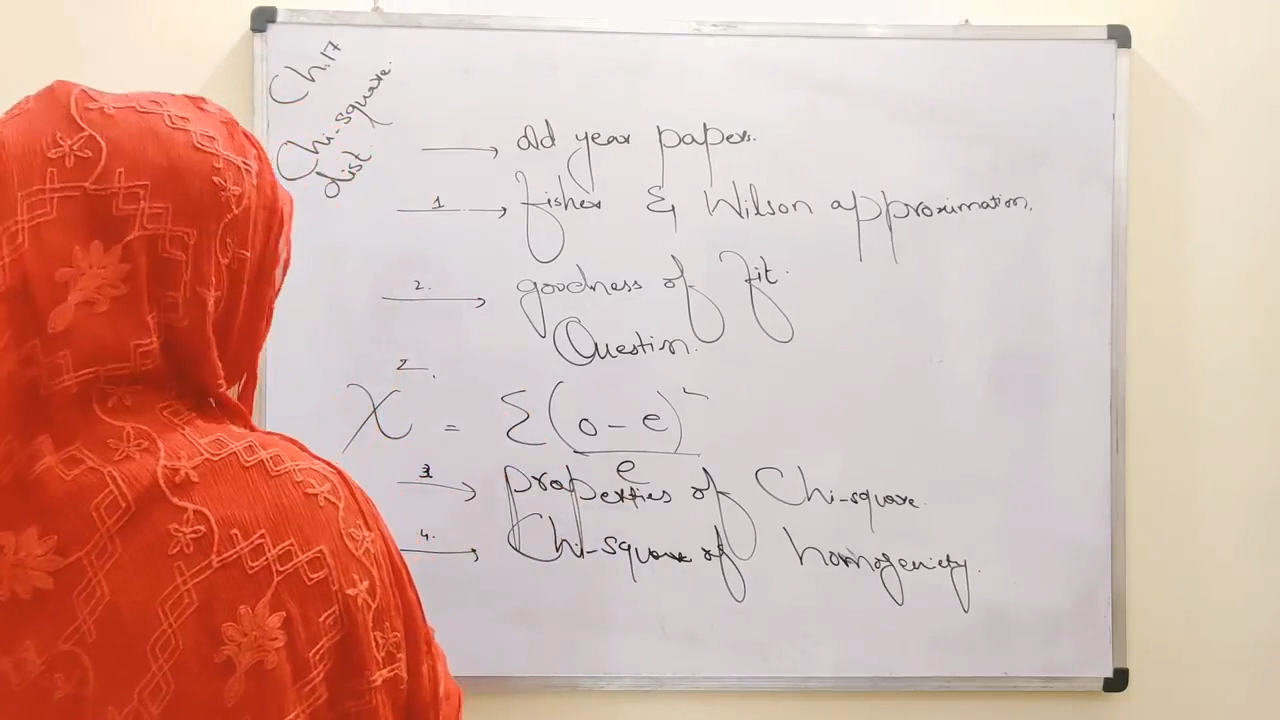 Ch.17
Chi-square.
dist.
→ old year papers.
1 → fisher & Wilson approximation.
2. → goodness of fit.
Question.
χ² = Σ(o-e)²
e
3 → properties of Chi-square.
4. → Chi-square of homogeniety.